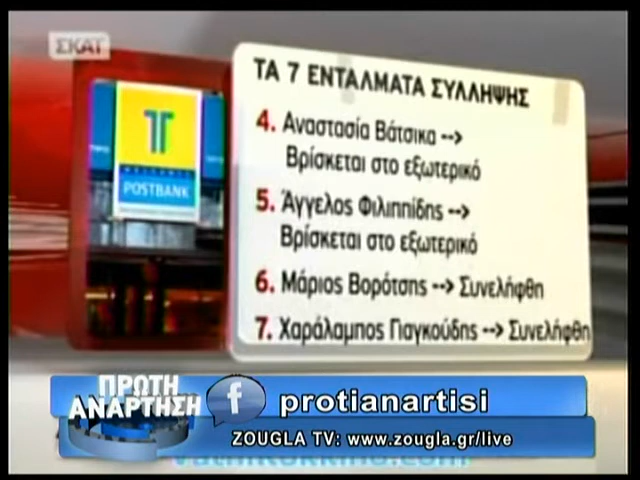 ΣΚΑΤ
ΤΑ 7 ΕΝΤΑΛΜΑΤΑ ΣΥΛΛΗΨΗΣ
4. Αναστασία Βάτσικα -->
Βρίσκεται στο εξωτερικό
5. Άγγελος Φιλιππίδης -->
Βρίσκεται στο εξωτερικό
6. Μάριος Βορότσης --> Συνελήφθη
7. Χαράλαμπος Γιαγκούδης --> Συνελήφθη
POSTBANK
ΠΡΩΤΗ
ΑΝΑΡΤΗΣΗ
f protianartisi
ZOUGLA TV: www.zougla.gr/live